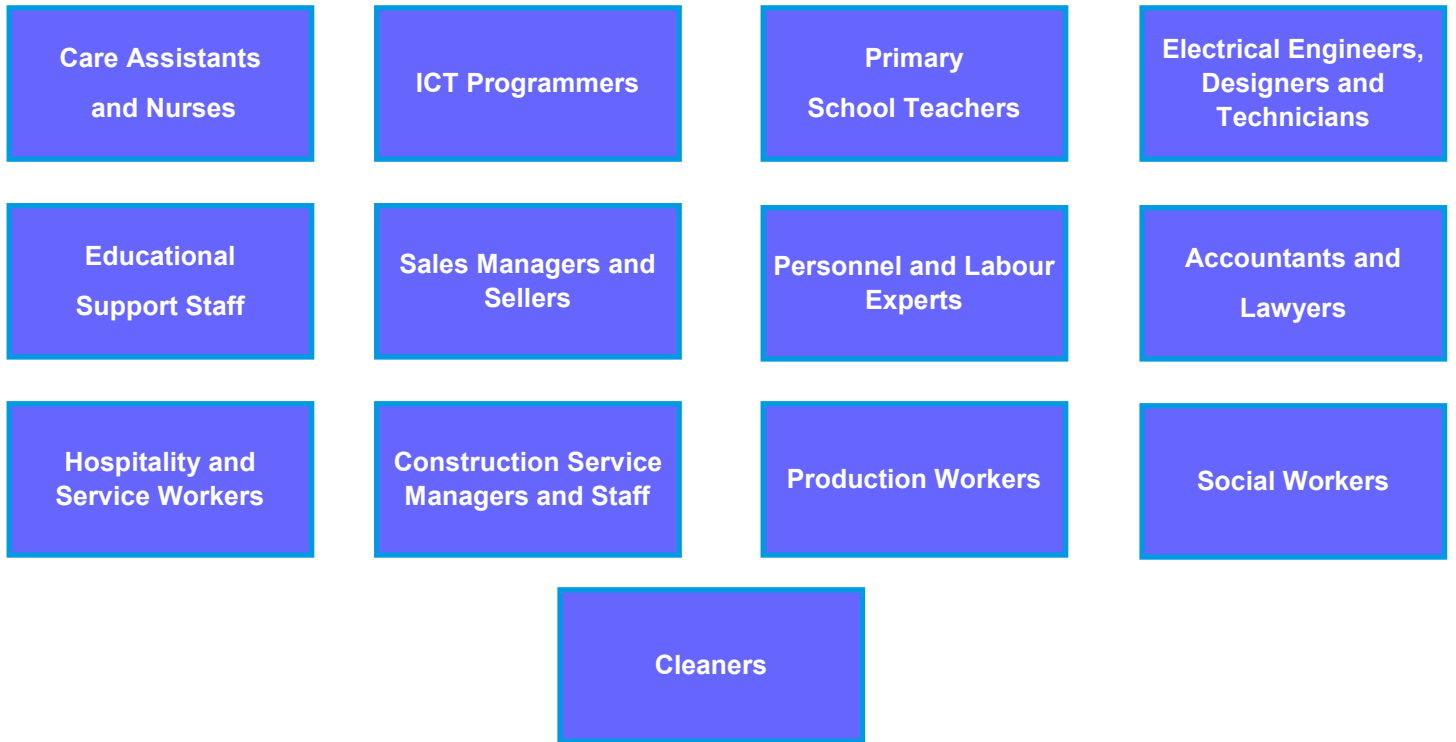 Care Assistants
and Nurses
ICT Programmers
Primary
School Teachers
Electrical Engineers,
Designers and
Technicians
Educational
Support Staff
Sales Managers and
Sellers
Personnel and Labour
Experts
Accountants and
Lawyers
Hospitality and
Service Workers
Construction Service
Managers and Staff
Production Workers
Social Workers
Cleaners